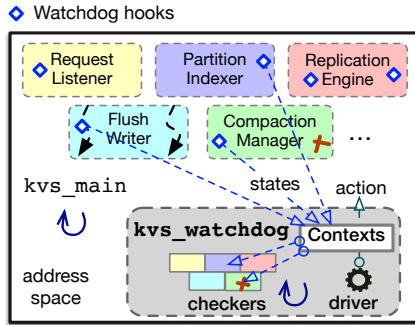 Watchdog hooks
Request
Listener
Partition
Indexer
Replication
Engine
Flush
Writer
Compaction
Manager
...
kvs_main
states
action
kvs_watchdog
Contexts
address
space
checkers
driver